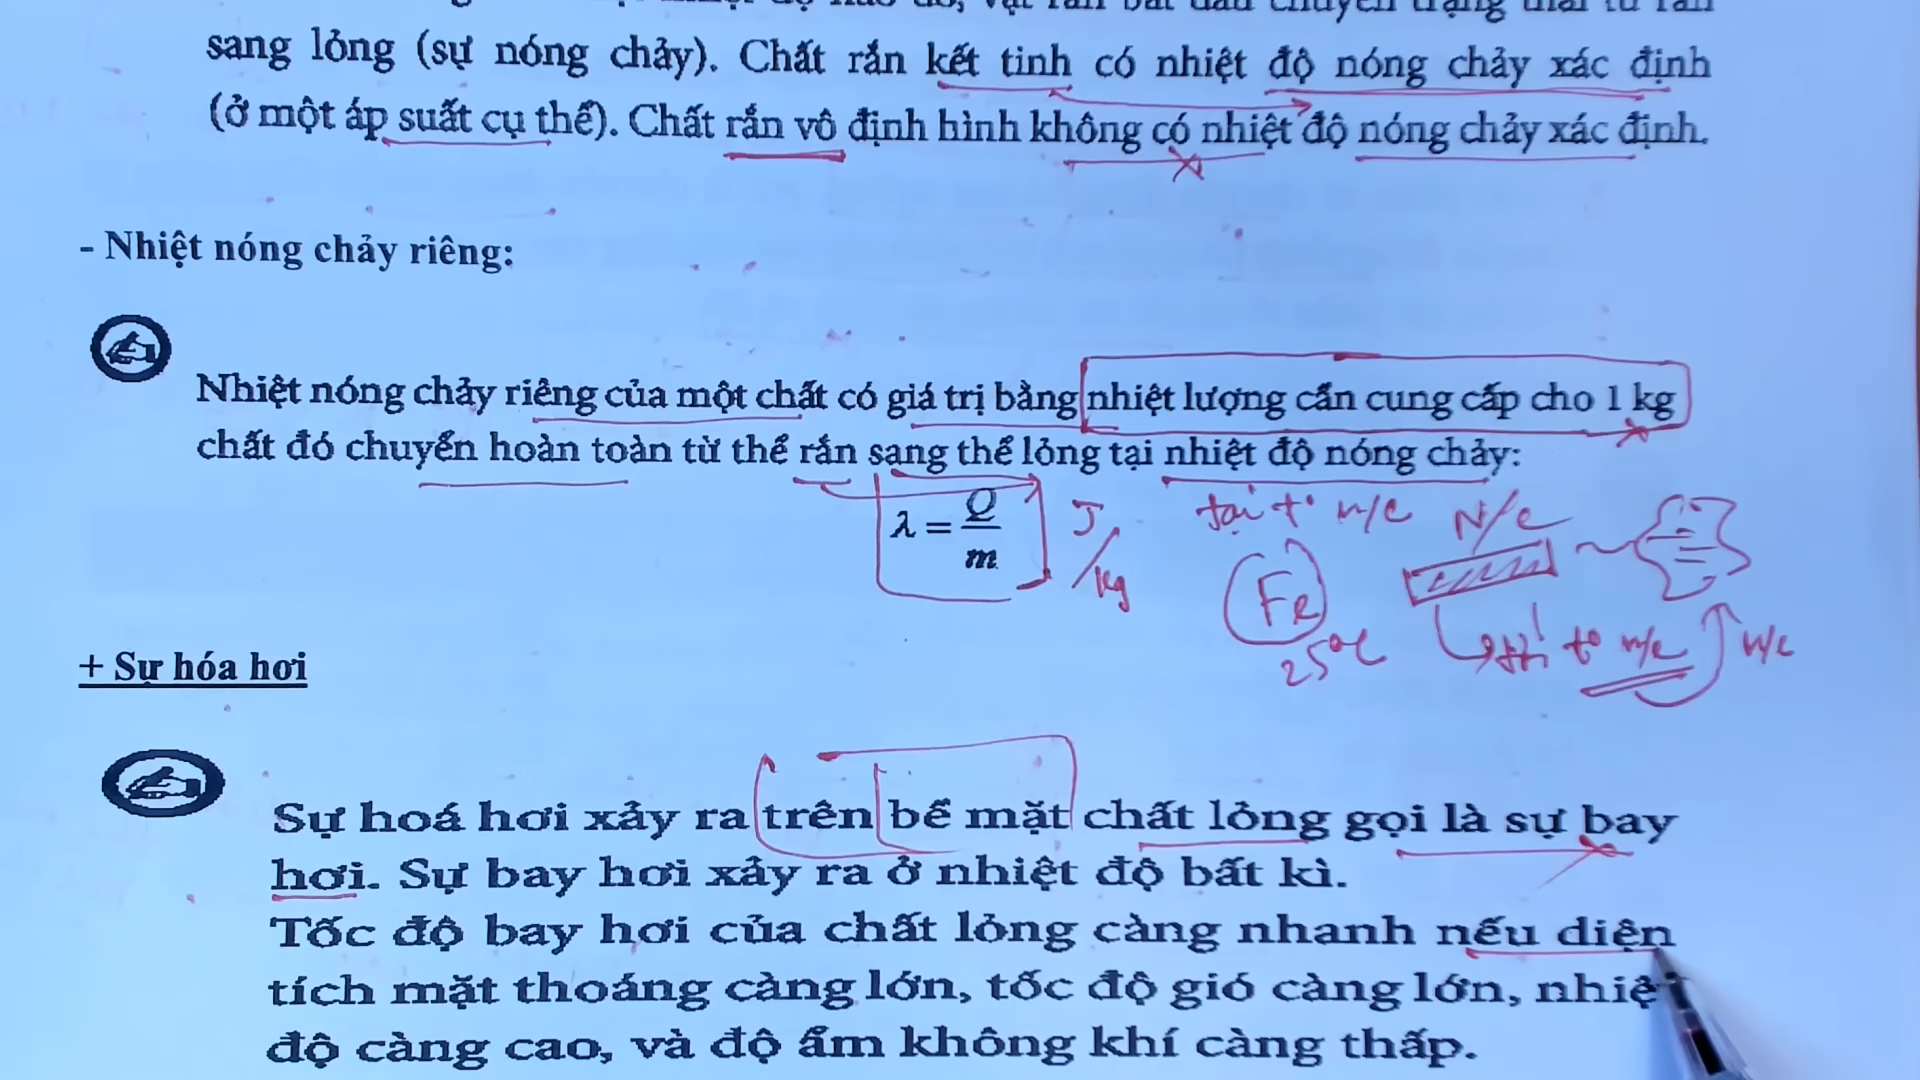 sang lỏng (sự nóng chảy). Chất rắn kết tinh có nhiệt độ nóng chảy xác định
(ở một áp suất cụ thể). Chất rắn vô định hình không có nhiệt độ nóng chảy xác định.
- Nhiệt nóng chảy riêng:
Nhiệt nóng chảy riêng của một chất có giá trị bằng nhiệt lượng cần cung cấp cho 1 kg
chất đó chuyển hoàn toàn từ thể rắn sang thể lỏng tại nhiệt độ nóng chảy:
λ = Q/m J/kg
tại t° n/c N/c
Fe
25°C
t° n/c n/c
+ Sự hóa hơi
Sự hoá hơi xảy ra trên bề mặt chất lỏng gọi là sự bay
hơi. Sự bay hơi xảy ra ở nhiệt độ bất kì.
Tốc độ bay hơi của chất lỏng càng nhanh nếu diện
tích mặt thoáng càng lớn, tốc độ gió càng lớn, nhiệ
độ càng cao, và độ ẩm không khí càng thấp.